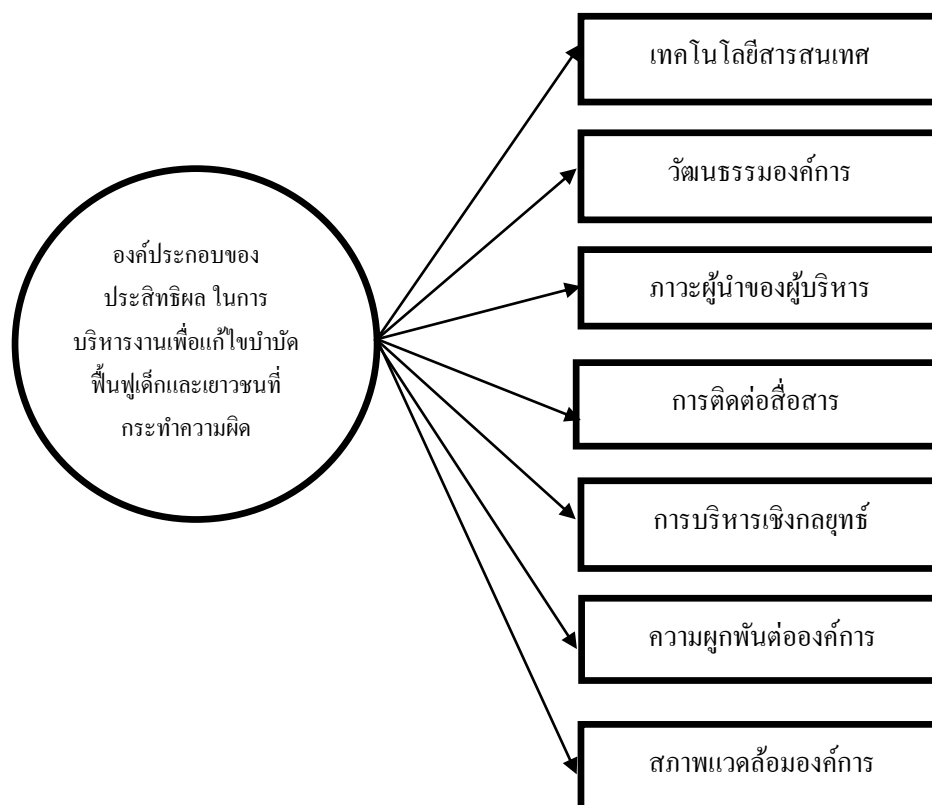 องค์ประกอบของ
ประสิทธิผล ในการ
บริหารงานเพื่อแก้ไขบำบัด
ฟื้นฟูเด็กและเยาวชนที่
กระทำความผิด
เทคโนโลยีสารสนเทศ
วัฒนธรรมองค์การ
ภาวะผู้นำของผู้บริหาร
การติดต่อสื่อสาร
การบริหารเชิงกลยุทธ์
ความผูกพันต่อองค์การ
สภาพแวดล้อมองค์การ